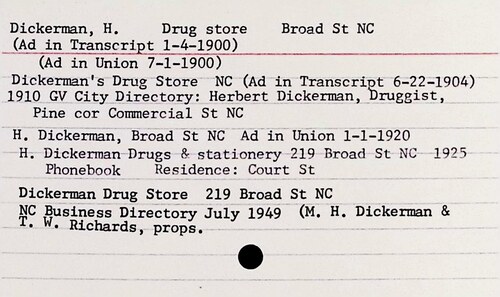 Dickerman, H. Drug store Broad St NC
(Ad in Transcript 1-4-1900)
(Ad in Union 7-1-1900)
Dickerman's Drug Store NC (Ad in Transcript 6-22-1904)
1910 GV City Directory: Herbert Dickerman, Druggist,
Pine cor Commercial St NC
H. Dickerman, Broad St NC Ad in Union 1-1-1920
H. Dickerman Drugs & stationery 219 Broad St NC 1925
Phonebook Residence: Court St
Dickerman Drug Store 219 Broad St NC
NC Business Directory July 1949 (M. H. Dickerman &
T. W. Richards, props.